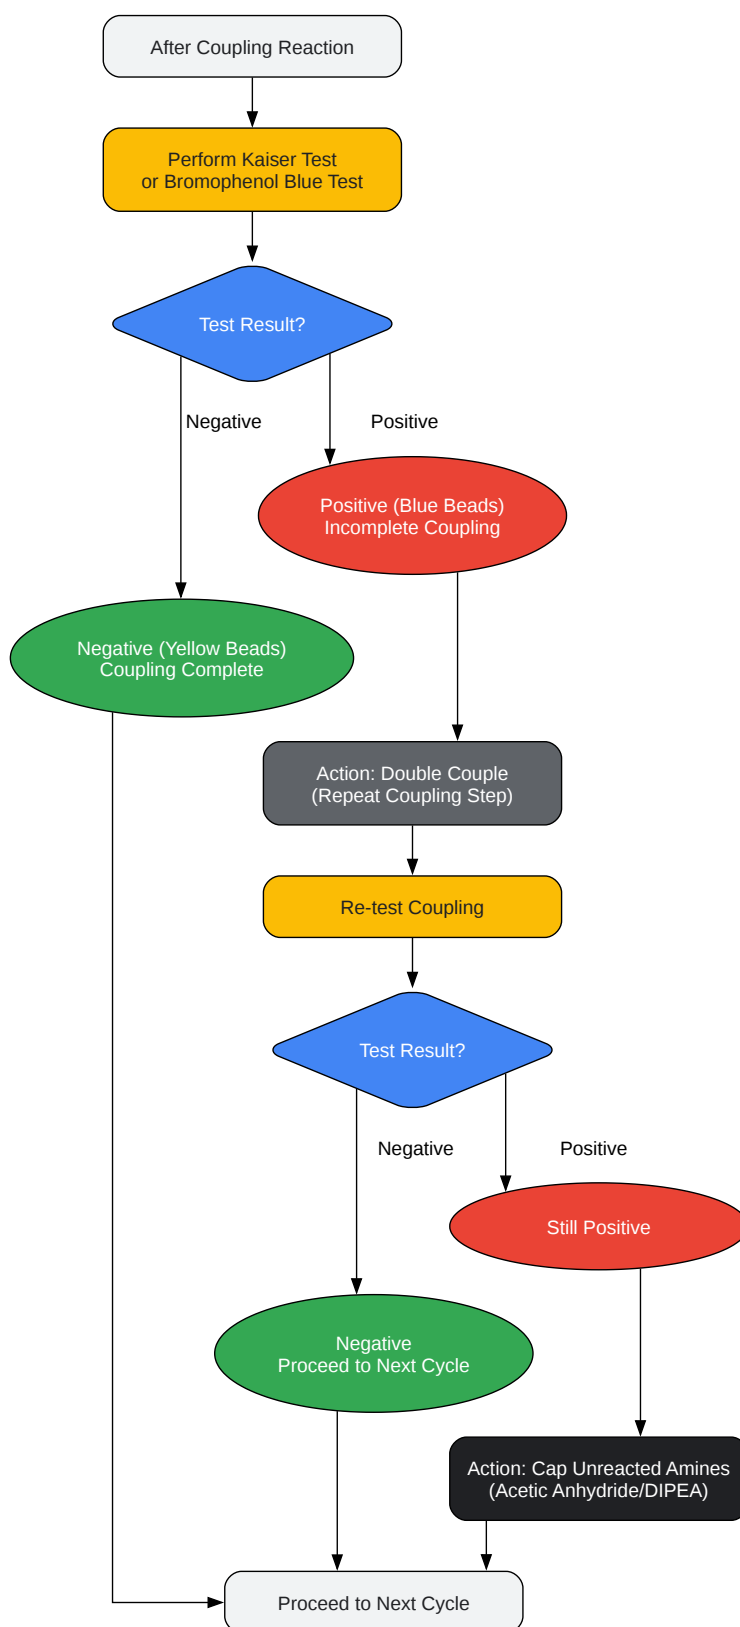 After Coupling Reaction
Perform Kaiser Test
or Bromophenol Blue Test
Test Result?
Negative
Positive
Positive (Blue Beads)
Incomplete Coupling
Negative (Yellow Beads)
Coupling Complete
Action: Double Couple
(Repeat Coupling Step)
Re-test Coupling
Test Result?
Negative
Positive
Still Positive
Negative
Proceed to Next Cycle
Action: Cap Unreacted Amines
(Acetic Anhydride/DIPEA)
Proceed to Next Cycle